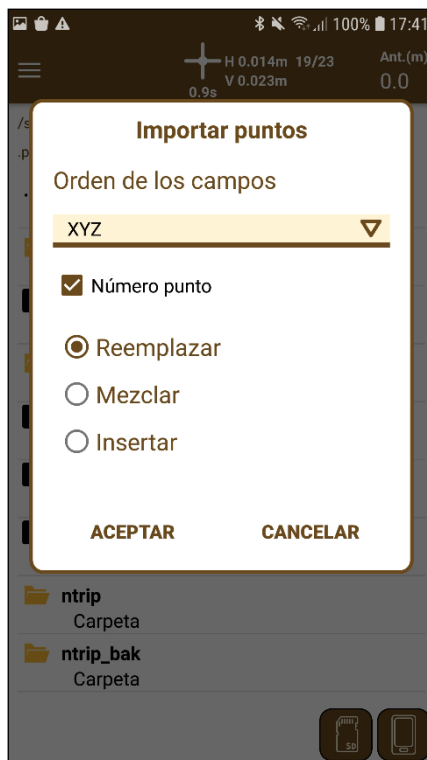 100% 17:41
H 0.014m 19/23 Ant.(m)
V 0.023m 0.0
0.9s
/s
.p
Importar puntos
Orden de los campos
XYZ
Número punto
Reemplazar
Mezclar
Insertar
ACEPTAR CANCELAR
ntrip
Carpeta
ntrip_bak
Carpeta
SD